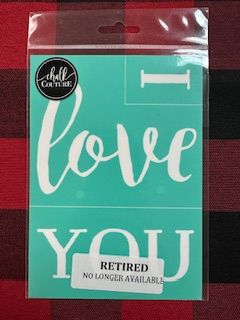 chalk
COUTURE
I
love
YOU
RETIRED
NO LONGER AVAILABLE